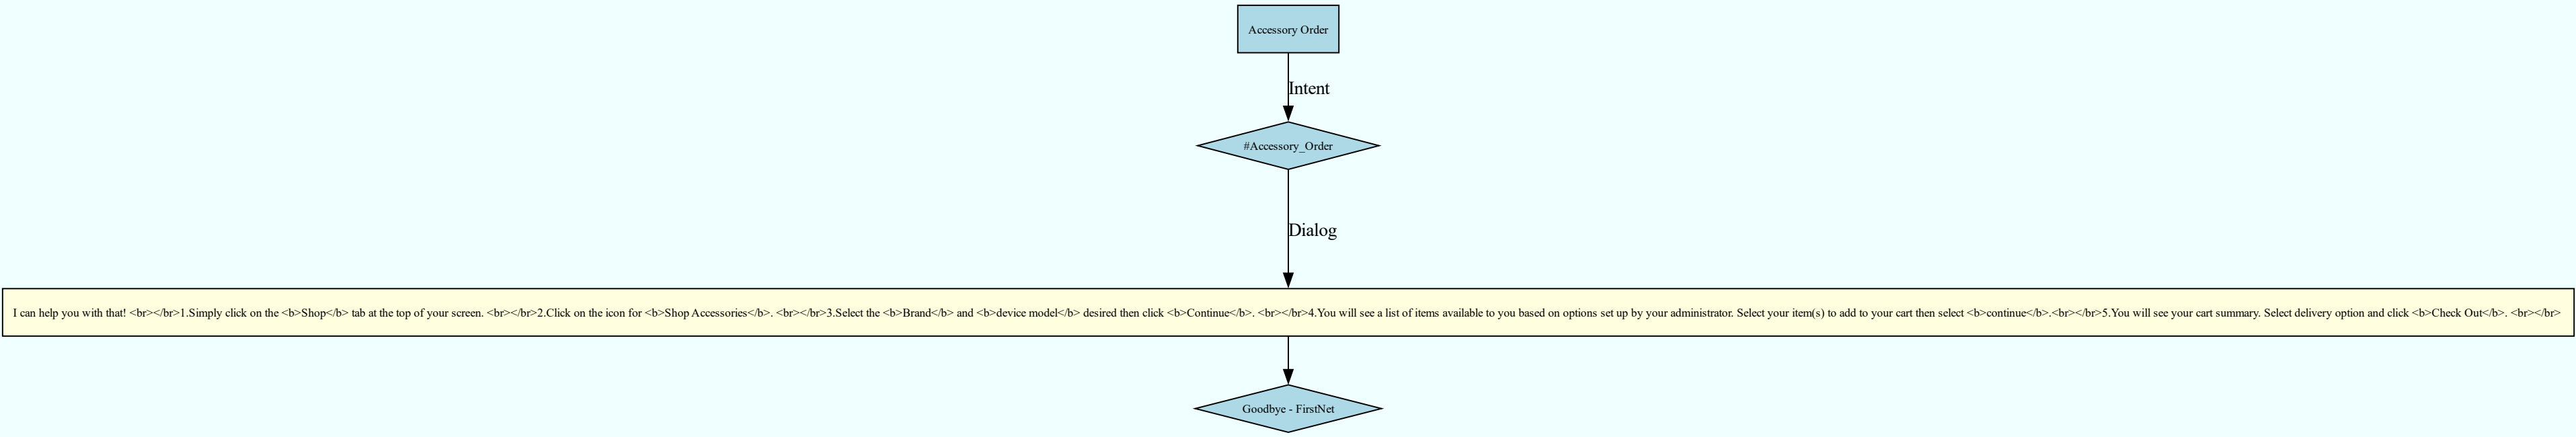 Accessory Order
Intent
#Accessory_Order
Dialog
I can help you with that! <br></br>1.Simply click on the <b>Shop</b> tab at the top of your screen. <br></br>2.Click on the icon for <b>Shop Accessories</b>. <br></br>3.Select the <b>Brand</b> and <b>device model</b> desired then click <b>Continue</b>. <br></br>4.You will see a list of items available to you based on options set up by your administrator. Select your item(s) to add to your cart then select <b>continue</b>.<br></br>5.You will see your cart summary. Select delivery option and click <b>Check Out</b>. <br></br>
Goodbye - FirstNet